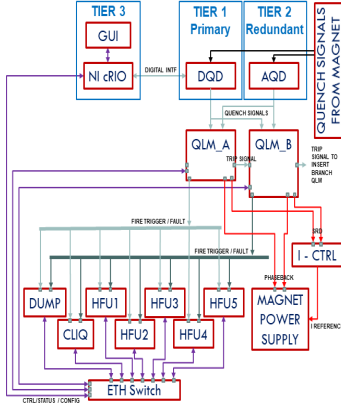 TIER 3
TIER 1
Primary
TIER 2
Redundant
QUENCH SIGNALS
FROM MAGNET
GUI
NI cRIO
DIGITAL INTF
DQD
AQD
QUENCH SIGNALS
QLM_A
TRIP SIGNAL
QLM_B
TRIP
SIGNAL TO
INSERT
BRANCH
QLM
FIRE TRIGGER / FAULT
SRD
FIRE TRIGGER / FAULT
I - CTRL
PHASEBACK
DUMP
HFU1
HFU3
HFU5
MAGNET
POWER
SUPPLY
I REFERENC
CLIQ
HFU2
HFU4
ETH Switch
CTRL/STATUS / CONFIG